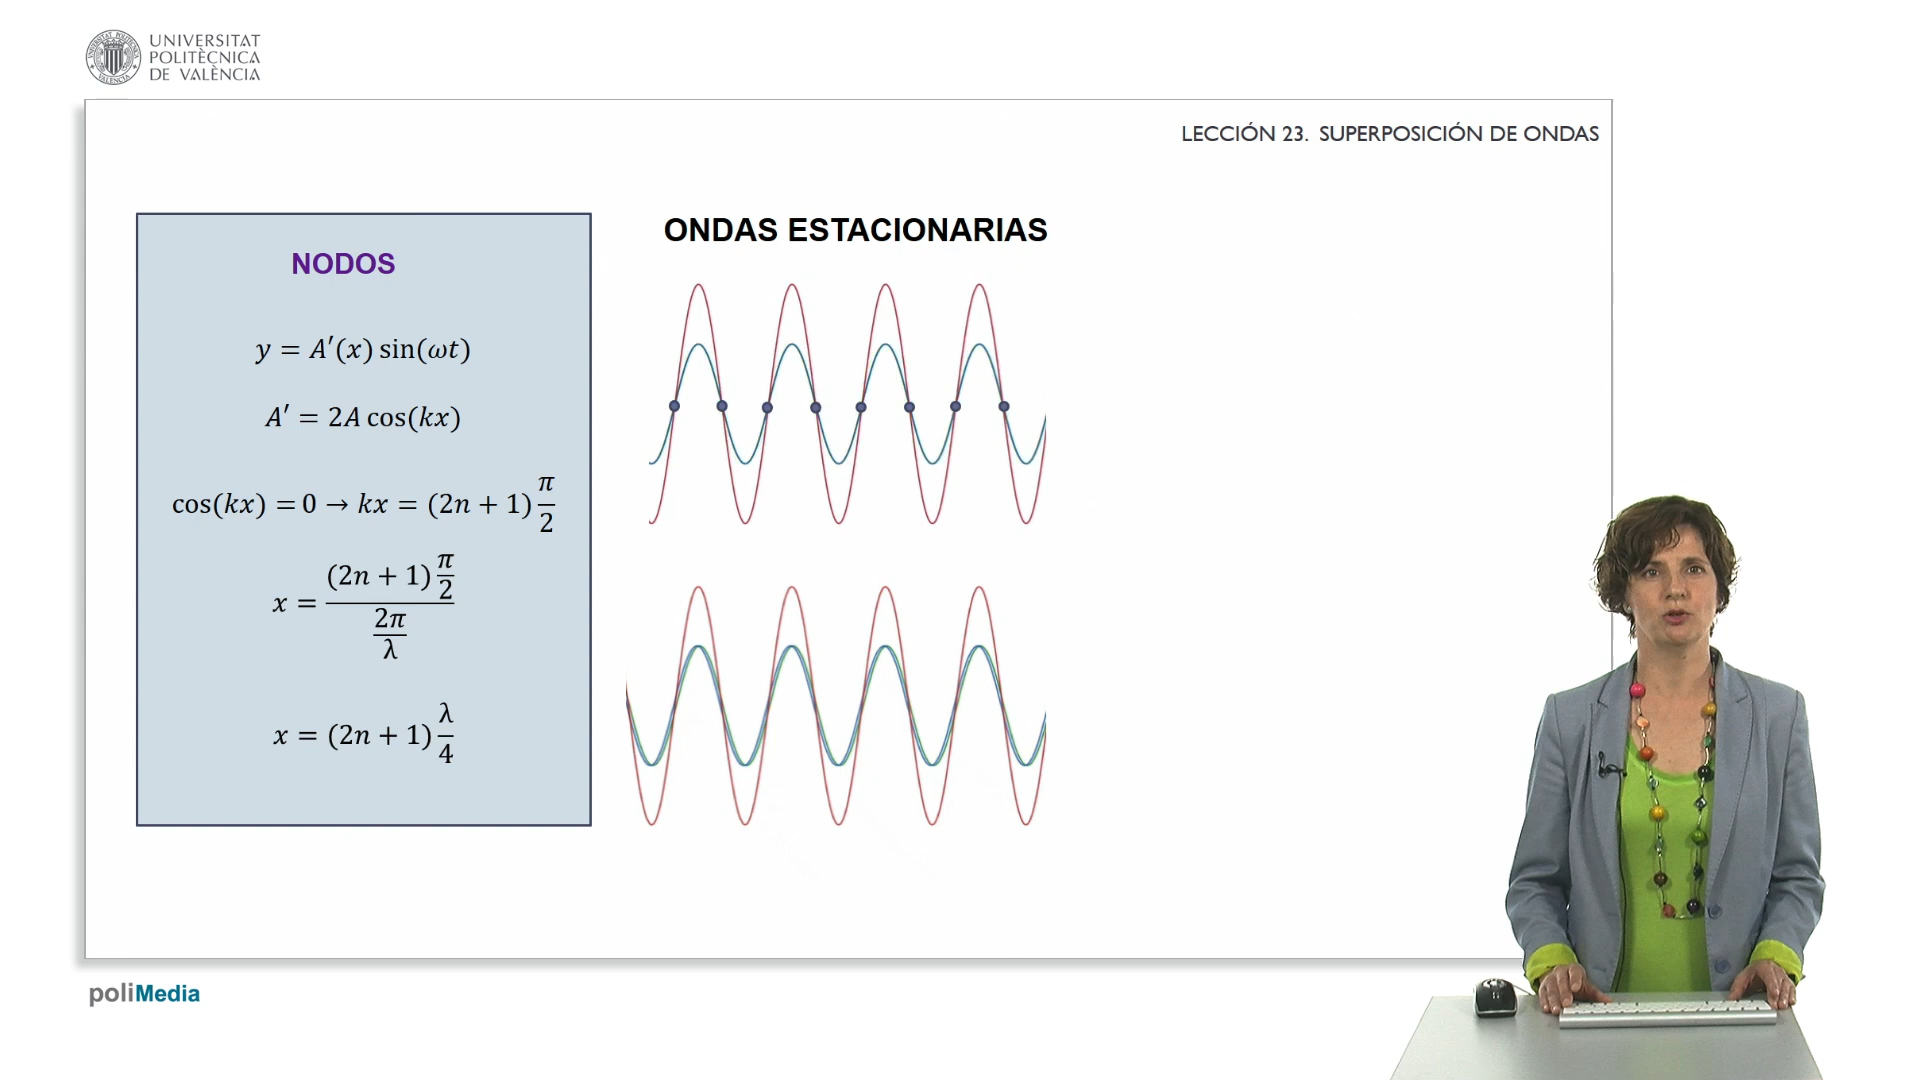 UNIVERSITAT
POLITÈCNICA
DE VALÈNCIA
LECCIÓN 23. SUPERPOSICIÓN DE ONDAS
NODOS
y = A′(x) sin(ωt)
A′ = 2A cos(kx)
cos(kx) = 0 → kx = (2n + 1) π/2
x = (2n + 1) π/2 / 2π/λ
x = (2n + 1) λ/4
ONDAS ESTACIONARIAS
poliMedia